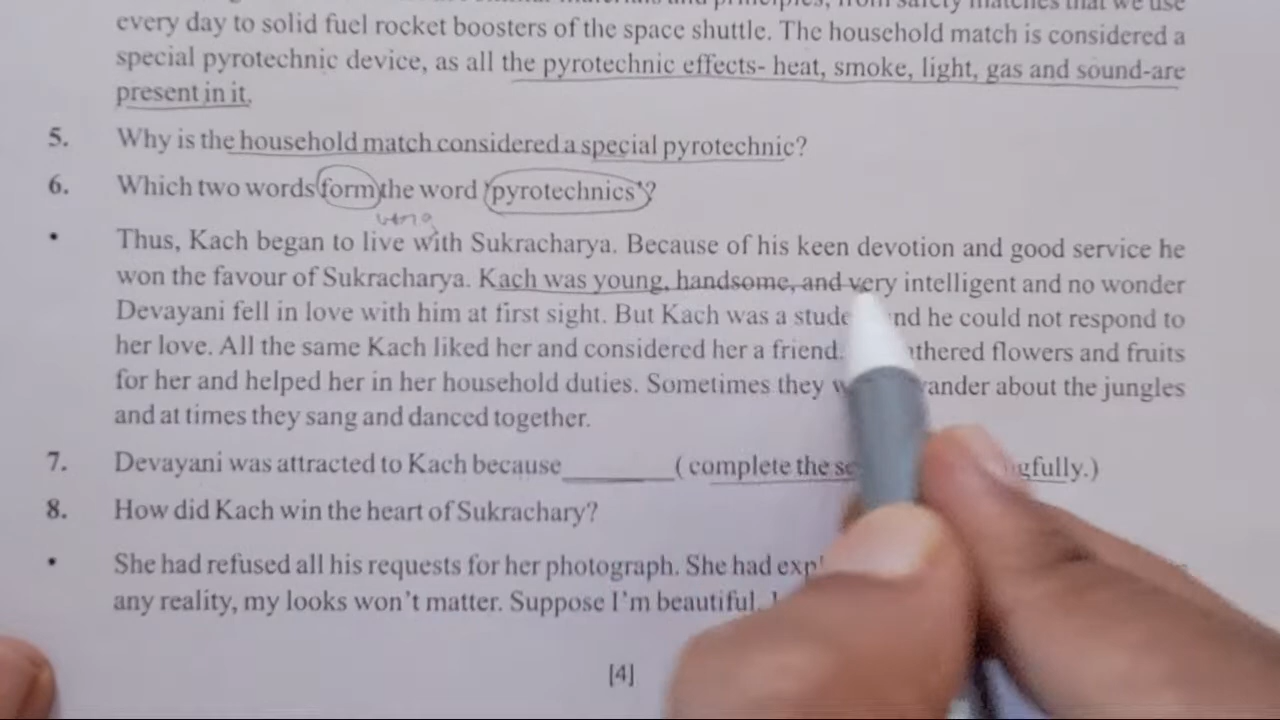 every day to solid fuel rocket boosters of the space shuttle. The household match is considered a
special pyrotechnic device, as all the pyrotechnic effects- heat, smoke, light, gas and sound-are
present in it.
5. Why is the household match considered a special pyrotechnic?
6. Which two words form the word 'pyrotechnics'?
• Thus, Kach began to live with Sukracharya. Because of his keen devotion and good service he
won the favour of Sukracharya. Kach was young, handsome, and very intelligent and no wonder
Devayani fell in love with him at first sight. But Kach was a he could not respond to
her love. All the same Kach liked her and considered her a friend. flowers and fruits
for her and helped her in her household duties. Sometimes they about the jungles
and at times they sang and danced together.
7. Devayani was attracted to Kach because ______ ( complete the
8. How did Kach win the heart of Sukrachary?
• She had refused all his requests for her photograph. She had
any reality, my looks won't matter. Suppose I'm beautiful.
[4]